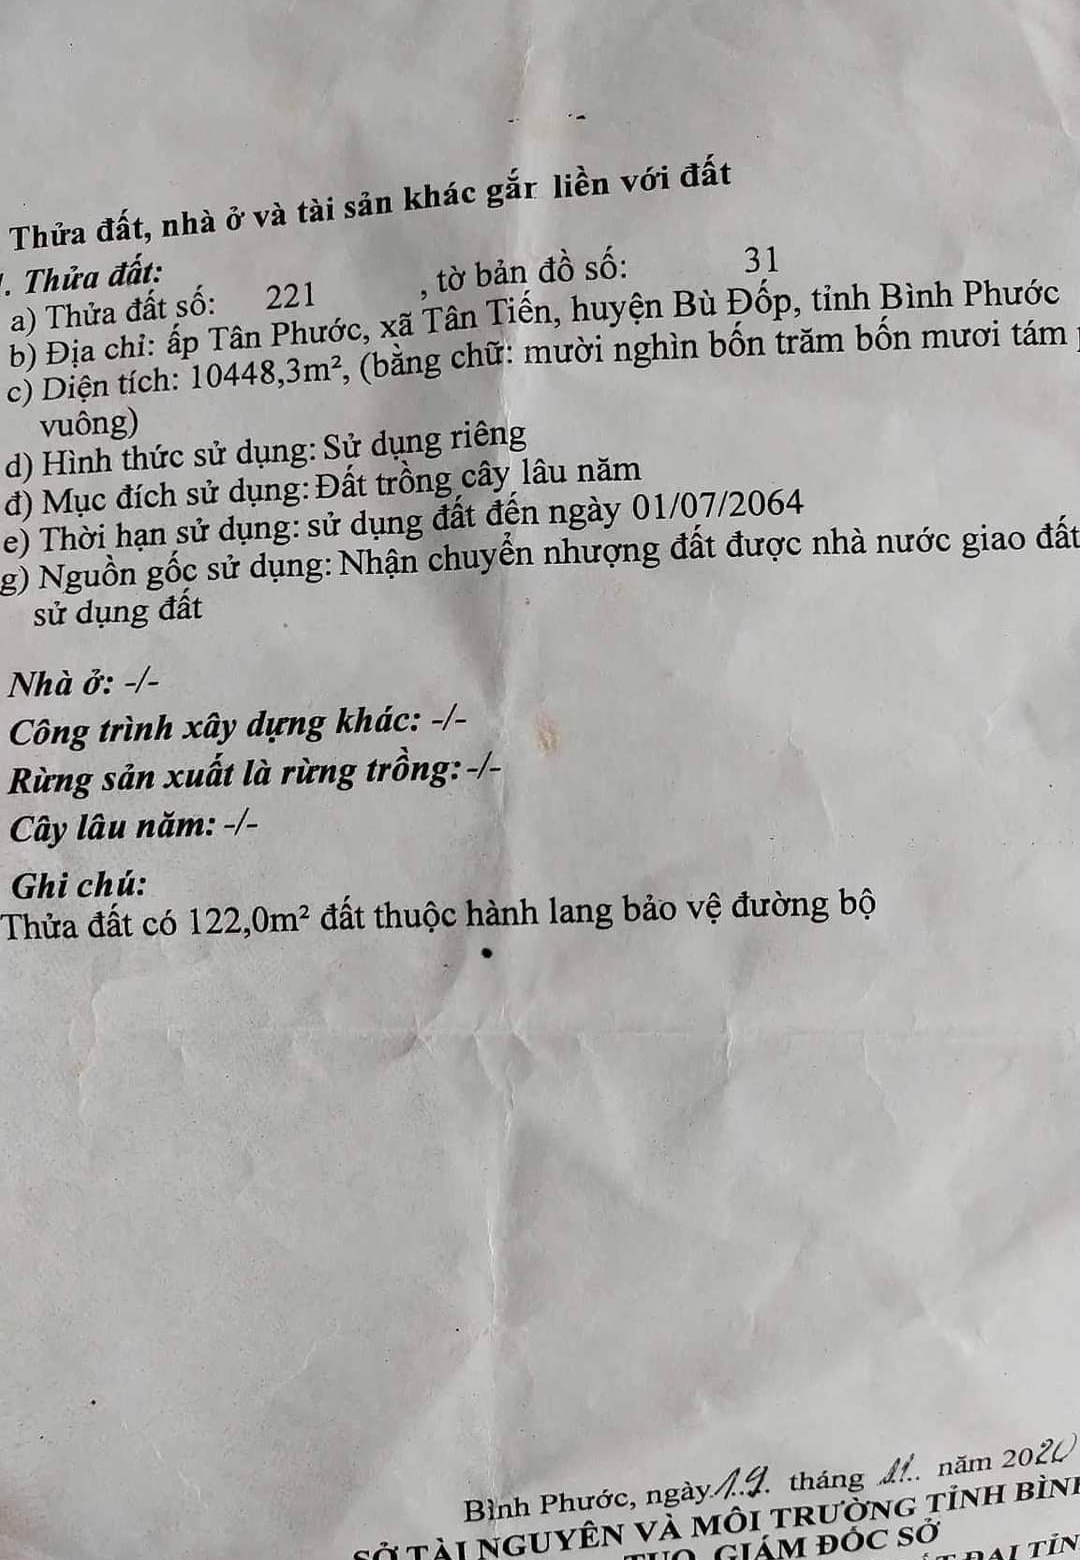 Thửa đất, nhà ở và tài sản khác gắn liền với đất
1. Thửa đất:
a) Thửa đất số: 221 , tờ bản đồ số: 31
b) Địa chỉ: ấp Tân Phước, xã Tân Tiến, huyện Bù Đốp, tỉnh Bình Phước
c) Diện tích: 10448,3m², (bằng chữ: mười nghìn bốn trăm bốn mươi tám
vuông)
d) Hình thức sử dụng: Sử dụng riêng
đ) Mục đích sử dụng: Đất trồng cây lâu năm
e) Thời hạn sử dụng: sử dụng đất đến ngày 01/07/2064
g) Nguồn gốc sử dụng: Nhận chuyển nhượng đất được nhà nước giao đất
sử dụng đất
Nhà ở: -/-
Công trình xây dựng khác: -/-
Rừng sản xuất là rừng trồng: -/-
Cây lâu năm: -/-
Ghi chú:
Thửa đất có 122,0m² đất thuộc hành lang bảo vệ đường bộ
Bình Phước, ngày 19. tháng 11.. năm 2020
SỞ TÀI NGUYÊN VÀ MÔI TRƯỜNG TỈNH BÌNH
TUQ. GIÁM ĐỐC SỞ
ĐẤT ĐAI TỈN